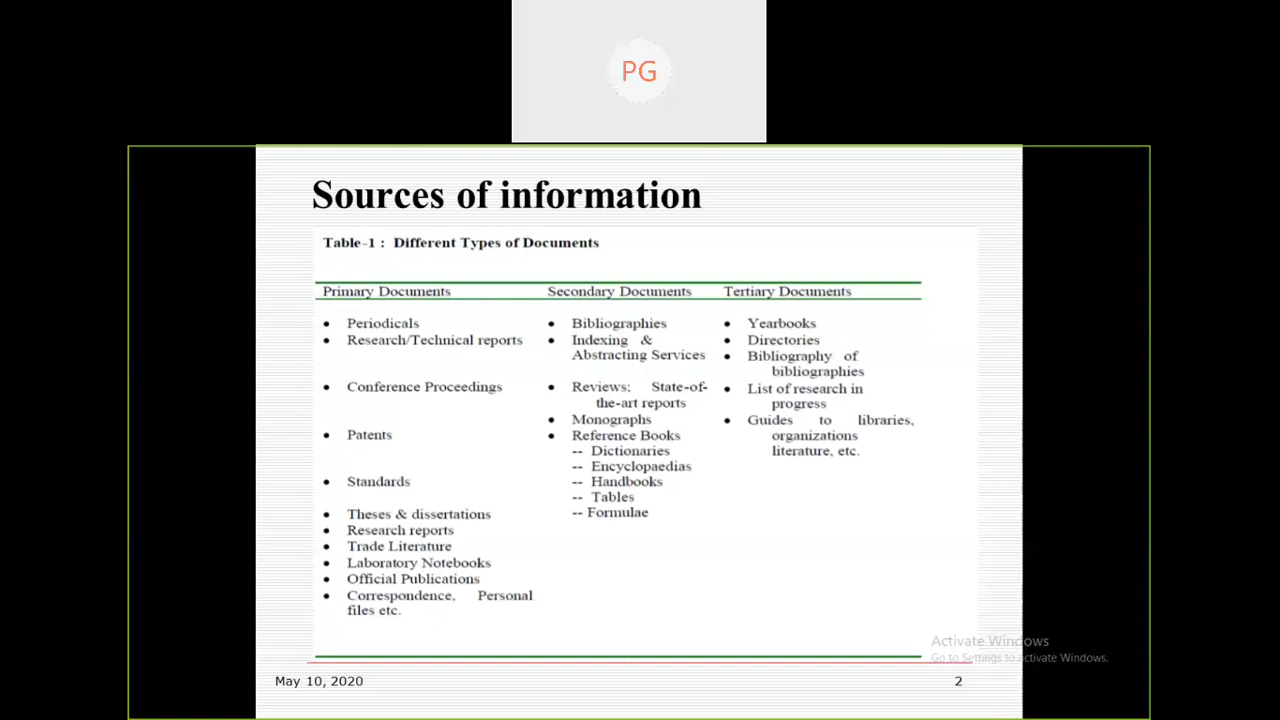 PG
Sources of information
Table-1 : Different Types of Documents
Primary Documents
• Periodicals
• Research/Technical reports
• Conference Proceedings
• Patents
• Standards
• Theses & dissertations
• Research reports
• Trade Literature
• Laboratory Notebooks
• Official Publications
• Correspondence, Personal
files etc.
Secondary Documents
• Bibliographies
• Indexing &
Abstracting Services
• Reviews; State-of-
the-art reports
• Monographs
• Reference Books
-- Dictionaries
-- Encyclopaedias
-- Handbooks
-- Tables
-- Formulae
Tertiary Documents
• Yearbooks
• Directories
• Bibliography of
bibliographies
• List of research in
progress
• Guides to libraries,
organizations
literature, etc.
Activate Windows
Go to Settings to activate Windows.
May 10, 2020
2